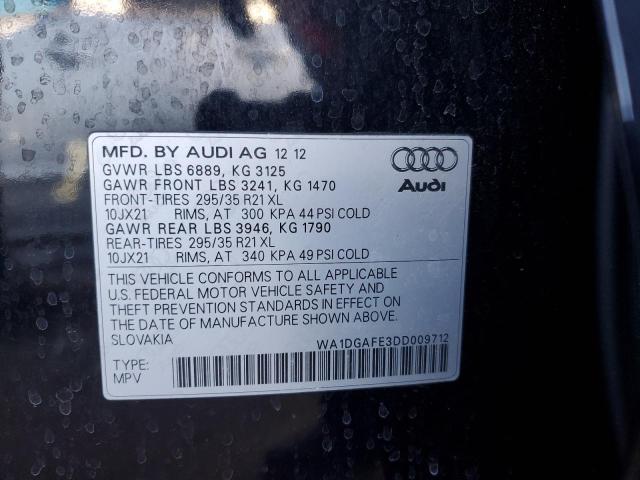 MFD. BY AUDI AG 12 12
GVWR LBS 6889, KG 3125
GAWR FRONT LBS 3241, KG 1470
FRONT-TIRES 295/35 R21 XL
10JX21 RIMS, AT 300 KPA 44 PSI COLD
GAWR REAR LBS 3946, KG 1790
REAR-TIRES 295/35 R21 XL
10JX21 RIMS, AT 340 KPA 49 PSI COLD
Audi
THIS VEHICLE CONFORMS TO ALL APPLICABLE
U.S. FEDERAL MOTOR VEHICLE SAFETY AND
THEFT PREVENTION STANDARDS IN EFFECT ON
THE DATE OF MANUFACTURE SHOWN ABOVE.
SLOVAKIA WA1DGAFE3DD009712
TYPE:
MPV